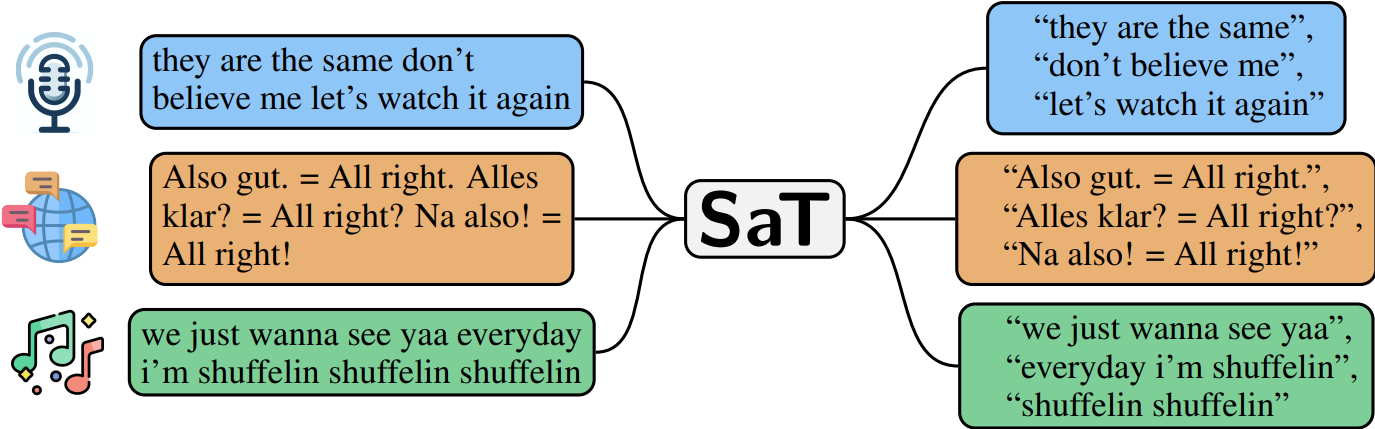 they are the same don’t
believe me let’s watch it again
Also gut. = All right. Alles
klar? = All right? Na also! =
All right!
we just wanna see yaa everyday
i’m shuffelin shuffelin shuffelin
SaT
“they are the same”,
“don’t believe me”,
“let’s watch it again”
“Also gut. = All right.”,
“Alles klar? = All right?”,
“Na also! = All right!”
“we just wanna see yaa”,
“everyday i’m shuffelin”,
“shuffelin shuffelin”